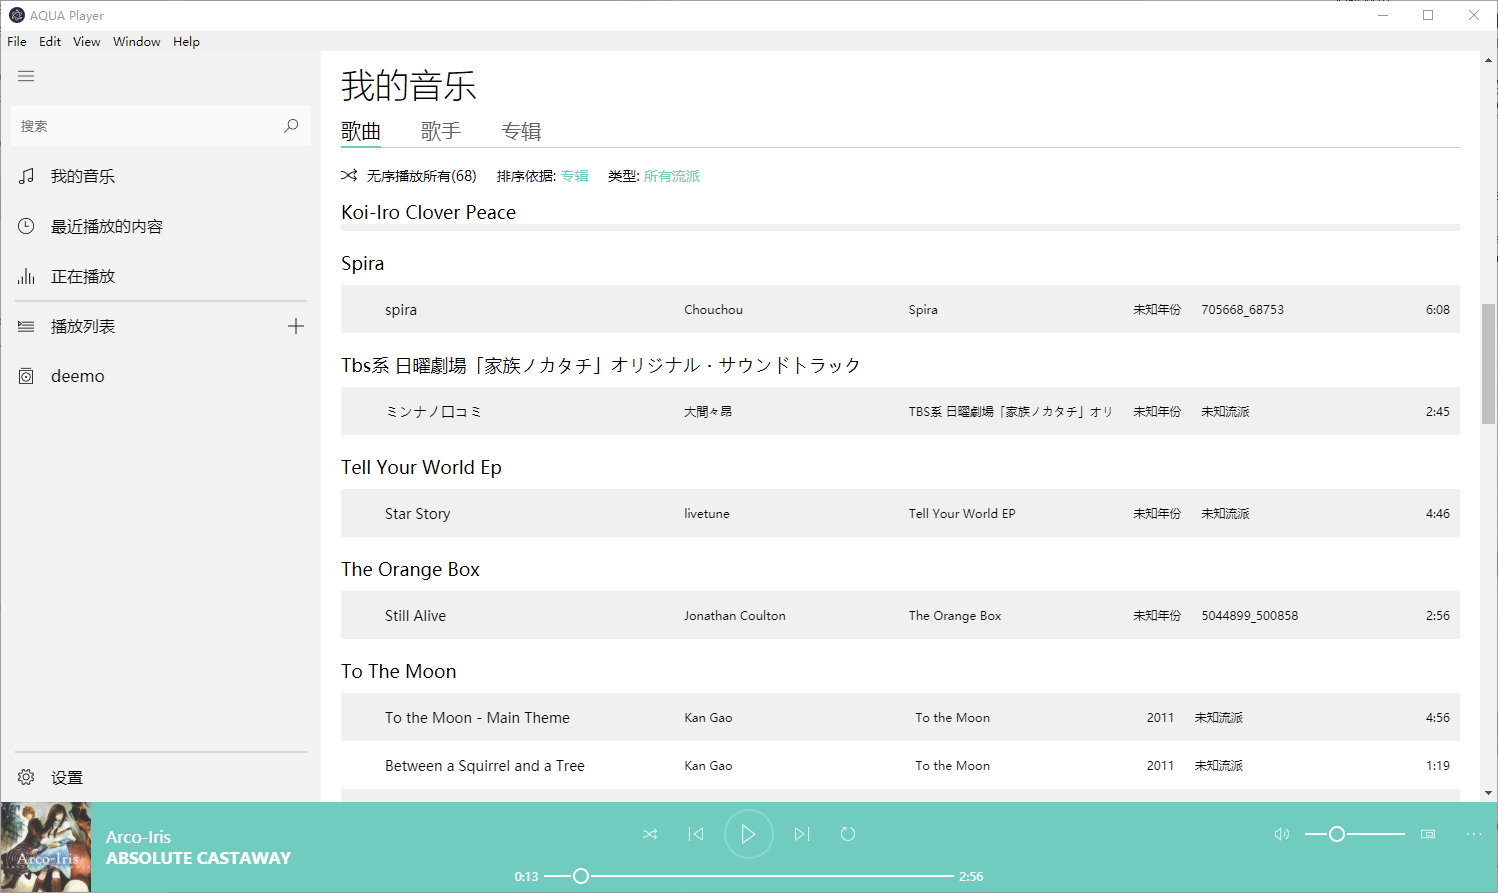 AQUA Player
File Edit View Window Help
搜索
我的音乐
最近播放的内容
正在播放
播放列表
deemo
设置
我的音乐
歌曲 歌手 专辑
无序播放所有(68) 排序依据: 专辑 类型: 所有流派
Koi-Iro Clover Peace
Spira
spira Chouchou Spira 未知年份 705668_68753 6:08
Tbs系 日曜劇場「家族ノカタチ」オリジナル・サウンドトラック
ミンナノ口コミ 大間々昂 TBS系 日曜劇場「家族ノカタチ」オリ 未知年份 未知流派 2:45
Tell Your World Ep
Star Story livetune Tell Your World EP 未知年份 未知流派 4:46
The Orange Box
Still Alive Jonathan Coulton The Orange Box 未知年份 5044899_500858 2:56
To The Moon
To the Moon - Main Theme Kan Gao To the Moon 2011 未知流派 4:56
Between a Squirrel and a Tree Kan Gao To the Moon 2011 未知流派 1:19
Arco-Iris
Arco-Iris
ABSOLUTE CASTAWAY
0:13 2:56